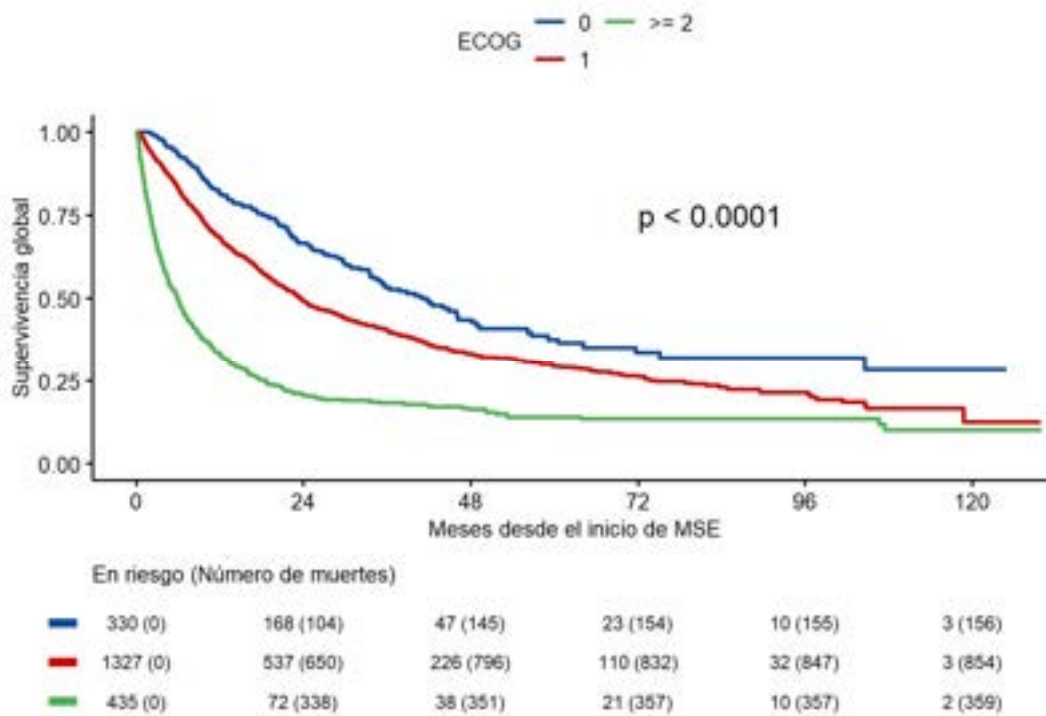 ECOG 0 >= 2
1
1.00
0.75
0.50
0.25
0.00
Supervivencia global
p < 0.0001
0 24 48 72 96 120
Meses desde el inicio de MSE
En riesgo (Número de muertes)
330 (0) 168 (104) 47 (145) 23 (154) 10 (155) 3 (156)
1327 (0) 537 (650) 226 (796) 110 (832) 32 (847) 3 (854)
435 (0) 72 (338) 38 (351) 21 (357) 10 (357) 2 (359)